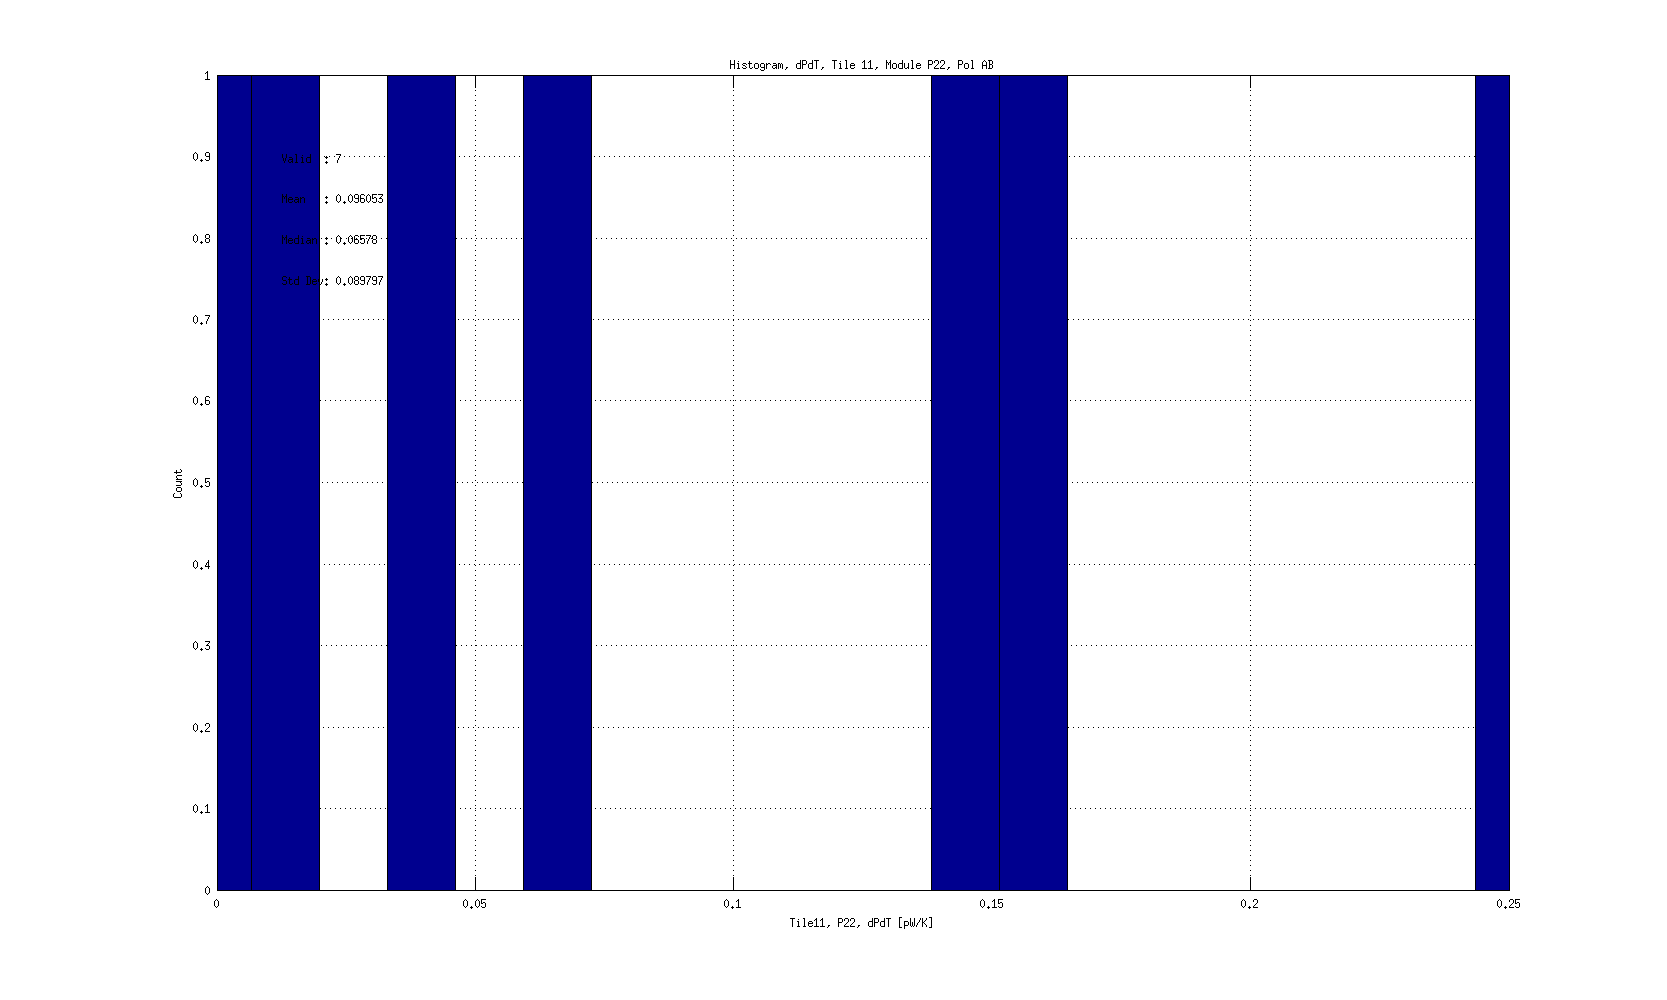 Histogram, dPdT, Tile 11, Module P22, Pol AB
1
0.9
0.8
0.7
0.6
0.5
0.4
0.3
0.2
0.1
0
Valid : 7
Mean : 0.096053
Median : 0.06578
Std Dev: 0.089797
Count
0 0.05 0.1 0.15 0.2 0.25
Tile11, P22, dPdT [pW/K]